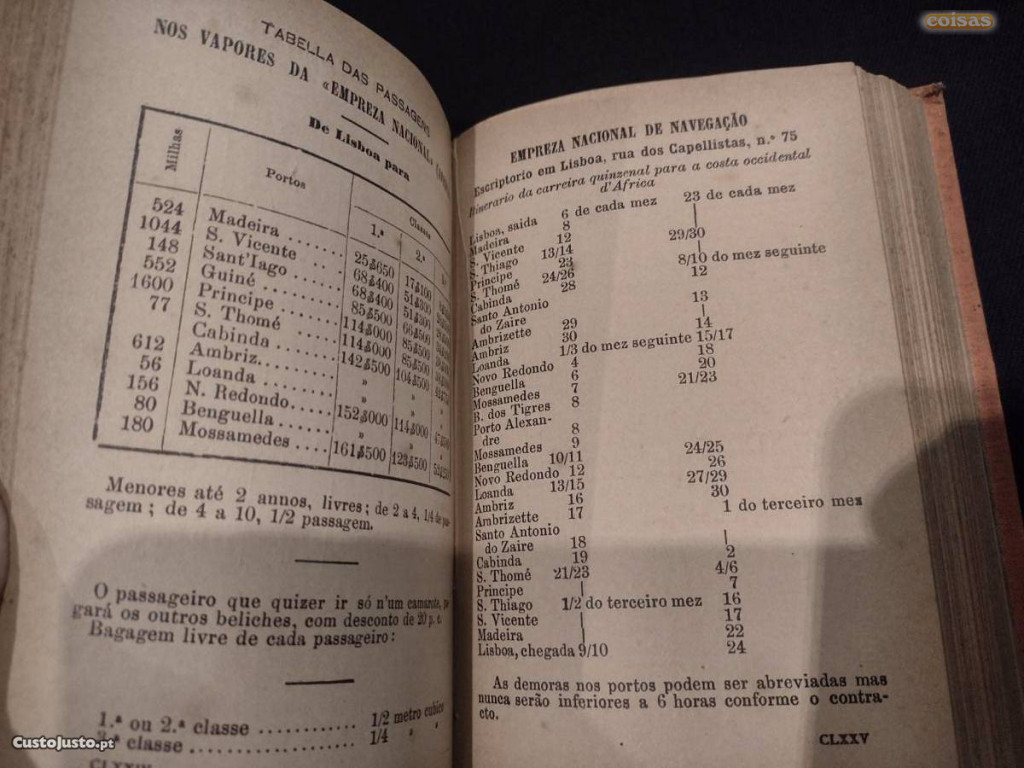 coisas
TABELLA DAS PASSAGENS
NOS VAPORES DA «EMPREZA NACIONAL»
De Lisboa para
Milhas Portos Classes
1.ª 2.ª
524 Madeira 25$650 17$100
1044 S. Vicente 68$400 51$300
148 Sant'Iago 68$400 51$300
552 Guiné 85$500 66$500
1600 Principe 114$000 85$500
77 S. Thomé 114$000 85$500
Cabinda 142$500 104$500
612 Ambriz » »
56 Loanda » »
156 N. Redondo 152$000 114$000
80 Benguella » »
180 Mossamedes 161$500 123$500
Menores até 2 annos, livres; de 2 a 4, 1/4 de pas-
sagem; de 4 a 10, 1/2 passagem.
O passageiro que quizer ir só n'um camarote, pa-
gará os outros beliches, com desconto de 20 p. c.
Bagagem livre de cada passageiro:
1.ª ou 2.ª classe 1/2 metro cubico
3.ª classe 1/4 » »
EMPREZA NACIONAL DE NAVEGAÇÃO
Escriptorio em Lisboa, rua dos Capellistas, n.º 75
Itinerario da carreira quinzenal para a costa occidental
d'Africa
Lisboa, saida 6 de cada mez 23 de cada mez
Madeira 8 |
S. Vicente 12 29/30
S. Thiago 13/14 |
Principe 23 8/10 do mez seguinte
S. Thomé 24/26 12
Cabinda 28
Santo Antonio
do Zaire 13
Ambrizette 29 |
Ambriz 30 14
Loanda 1/3 do mez seguinte 15/17
Novo Redondo 4 18
Benguella 6 20
Mossamedes 7 21/23
B. dos Tigres 8
Porto Alexan-
dre 8
Mossamedes 9 24/25
Benguella 10/11 26
Novo Redondo 12 27/29
Loanda 13/15 30
Ambriz 16 1 do terceiro mez
Ambrizette 17
Santo Antonio
do Zaire 18 |
Cabinda 19 2
S. Thomé 21/23 4/6
Principe | 7
S. Thiago 1/2 do terceiro mez 16
S. Vicente | 17
Madeira | 22
Lisboa, chegada 9/10 24
As demoras nos portos podem ser abreviadas mas
nunca serão inferiores a 6 horas conforme o contra-
cto.
CLXXV
CustoJusto.pt